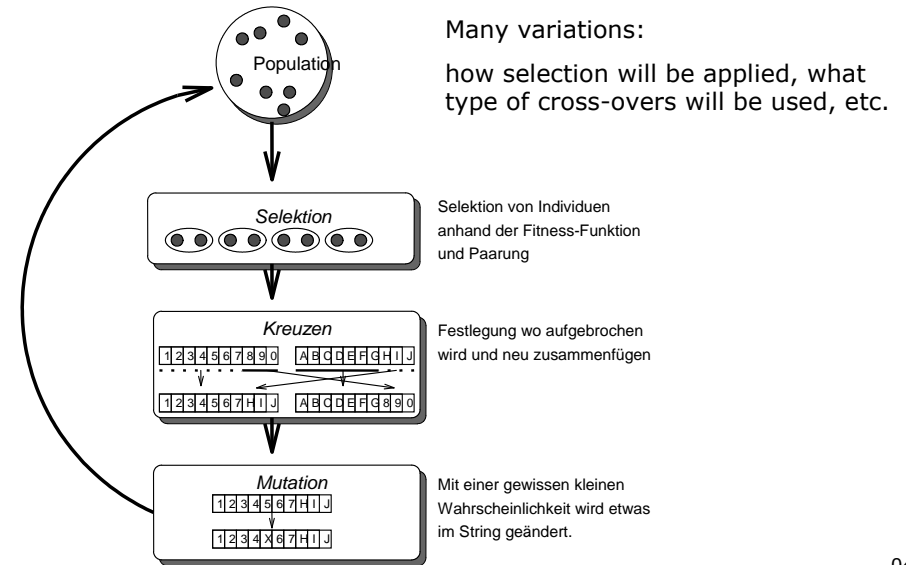 Many variations:
how selection will be applied, what
type of cross-overs will be used, etc.
Population
Selektion
Selektion von Individuen
anhand der Fitness-Funktion
und Paarung
Kreuzen
1 2 3 4 5 6 7 8 9 0 A B C D E F G H I J
1 2 3 4 5 6 7 H I J A B C D E F G 8 9 0
Festlegung wo aufgebrochen
wird und neu zusammenfügen
Mutation
1 2 3 4 5 6 7 H I J
1 2 3 4 X 6 7 H I J
Mit einer gewissen kleinen
Wahrscheinlichkeit wird etwas
im String geändert.